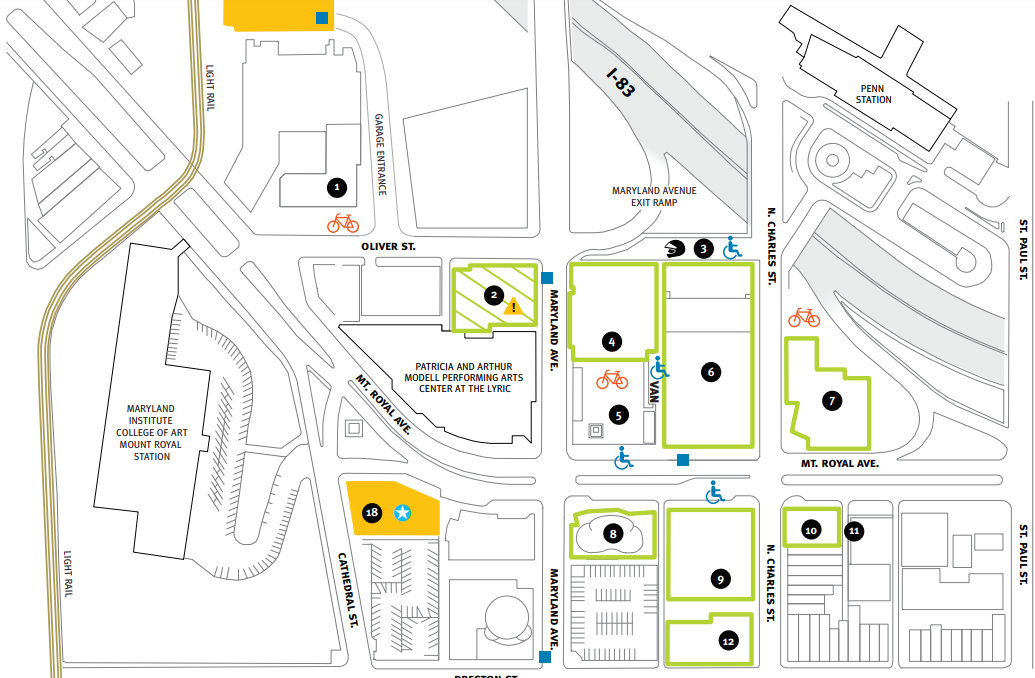 I-83
PENN
STATION
LIGHT RAIL
GARAGE ENTRANCE
1
MARYLAND AVENUE
EXIT RAMP
N. CHARLES ST.
ST. PAUL ST.
OLIVER ST.
3
2
!
MARYLAND AVE.
4
PATRICIA AND ARTHUR
MODELL PERFORMING ARTS
CENTER AT THE LYRIC
MT. ROYAL AVE.
VAN
6
5
7
MARYLAND
INSTITUTE
COLLEGE OF ART
MOUNT ROYAL
STATION
MT. ROYAL AVE.
18
8
10
11
LIGHT RAIL
CATHEDRAL ST.
MARYLAND AVE.
9
N. CHARLES ST.
ST. PAUL ST.
12
PRESTON ST.